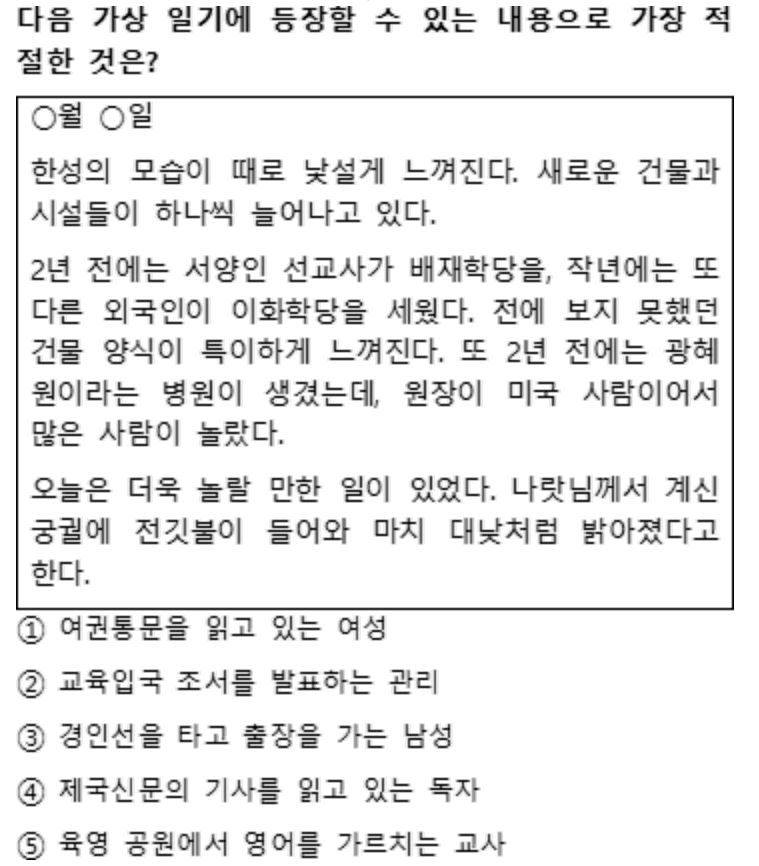 다음 가상 일기에 등장할 수 있는 내용으로 가장 적
절한 것은?
○월 ○일
한성의 모습이 때로 낯설게 느껴진다. 새로운 건물과
시설들이 하나씩 늘어나고 있다.
2년 전에는 서양인 선교사가 배재학당을, 작년에는 또
다른 외국인이 이화학당을 세웠다. 전에 보지 못했던
건물 양식이 특이하게 느껴진다. 또 2년 전에는 광혜
원이라는 병원이 생겼는데, 원장이 미국 사람이어서
많은 사람이 놀랐다.
오늘은 더욱 놀랄 만한 일이 있었다. 나랏님께서 계신
궁궐에 전깃불이 들어와 마치 대낮처럼 밝아졌다고
한다.
① 여권통문을 읽고 있는 여성
② 교육입국 조서를 발표하는 관리
③ 경인선을 타고 출장을 가는 남성
④ 제국신문의 기사를 읽고 있는 독자
⑤ 육영 공원에서 영어를 가르치는 교사